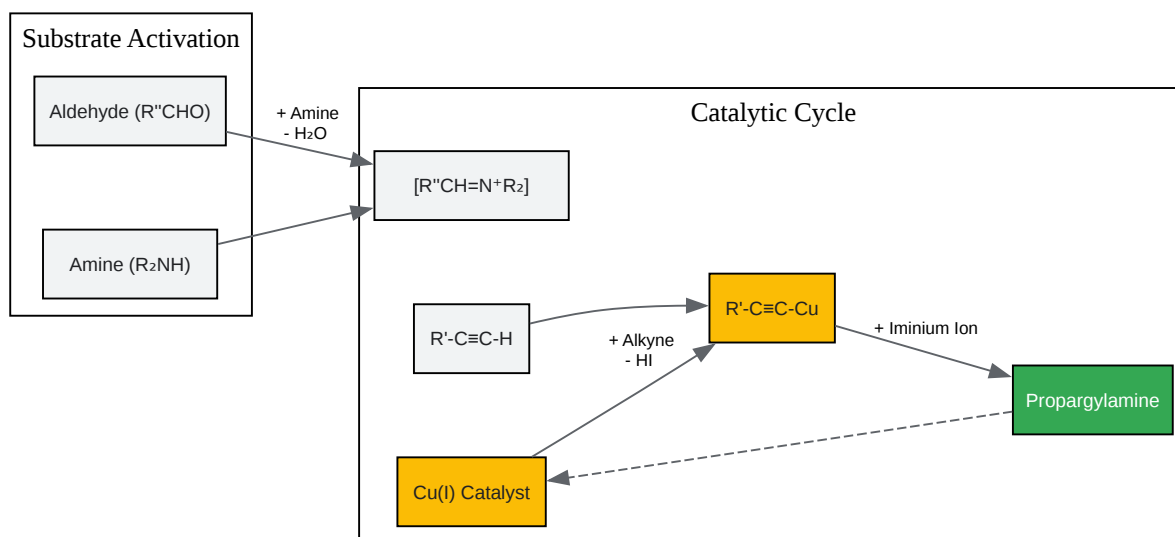 Substrate Activation
Aldehyde (R"CHO)
Amine (R₂NH)
+ Amine
- H₂O
Catalytic Cycle
[R"CH=N⁺R₂]
R'-C≡C-H
+ Alkyne
- HI
R'-C≡C-Cu
+ Iminium Ion
Propargylamine
Cu(I) Catalyst